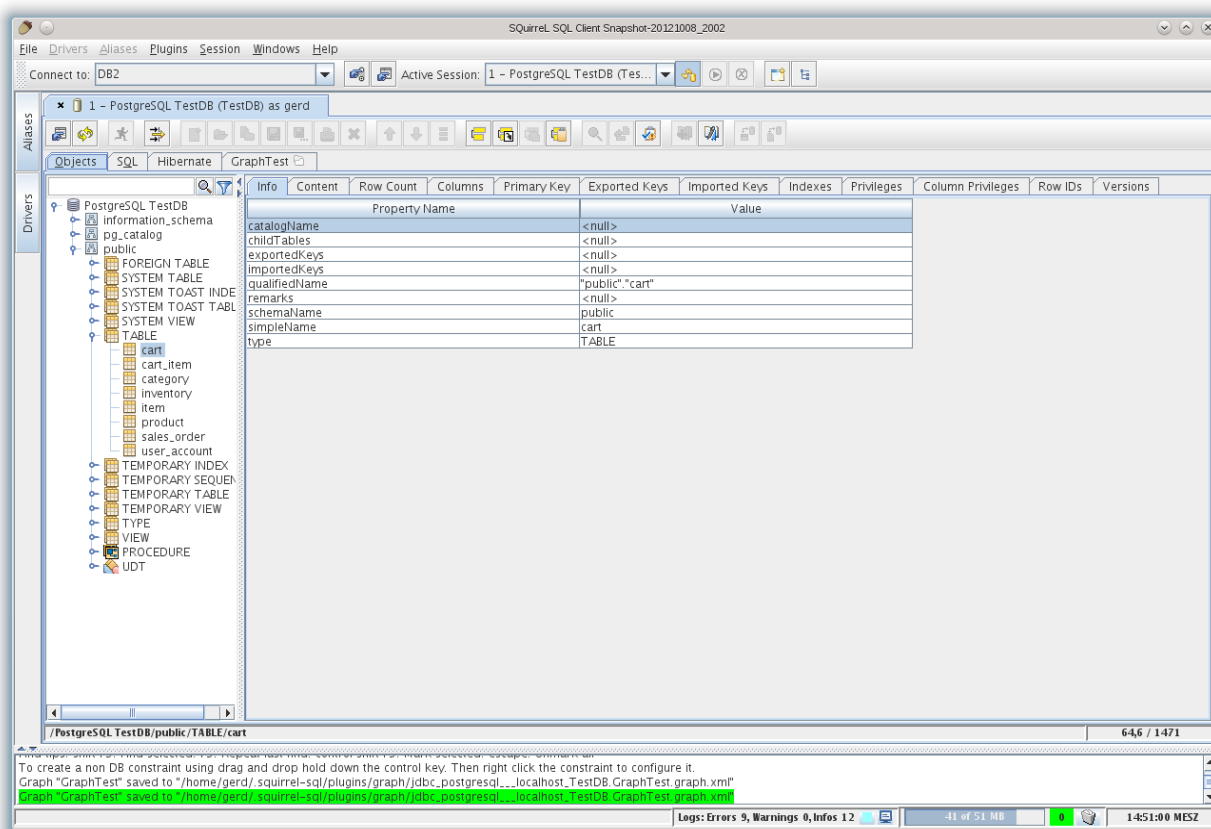 SQuirreL SQL Client Snapshot-20121008_2002
File Drivers Aliases Plugins Session Windows Help
Connect to: DB2 Active Session: 1 – PostgreSQL TestDB (Tes...
1 – PostgreSQL TestDB (TestDB) as gerd
Aliases
Drivers
Objects SQL Hibernate GraphTest
Info Content Row Count Columns Primary Key Exported Keys Imported Keys Indexes Privileges Column Privileges Row IDs Versions
PostgreSQL TestDB
information_schema
pg_catalog
public
FOREIGN TABLE
SYSTEM TABLE
SYSTEM TOAST INDE
SYSTEM TOAST TABL
SYSTEM VIEW
TABLE
cart
cart_item
category
inventory
item
product
sales_order
user_account
TEMPORARY INDEX
TEMPORARY SEQUEN
TEMPORARY TABLE
TEMPORARY VIEW
TYPE
VIEW
PROCEDURE
UDT
Property Name Value
catalogName <null>
childTables <null>
exportedKeys <null>
importedKeys <null>
qualifiedName "public"."cart"
remarks <null>
schemaName public
simpleName cart
type TABLE
/PostgreSQL TestDB/public/TABLE/cart 64,6 / 1471
To create a non DB constraint using drag and drop hold down the control key. Then right click the constraint to configure it.
Graph "GraphTest" saved to "/home/gerd/.squirrel-sql/plugins/graph/jdbc_postgresql___localhost_TestDB.GraphTest.graph.xml"
Graph "GraphTest" saved to "/home/gerd/.squirrel-sql/plugins/graph/jdbc_postgresql___localhost_TestDB.GraphTest.graph.xml"
Logs: Errors 9, Warnings 0, Infos 12 41 of 51 MB 0 14:51:00 MESZ